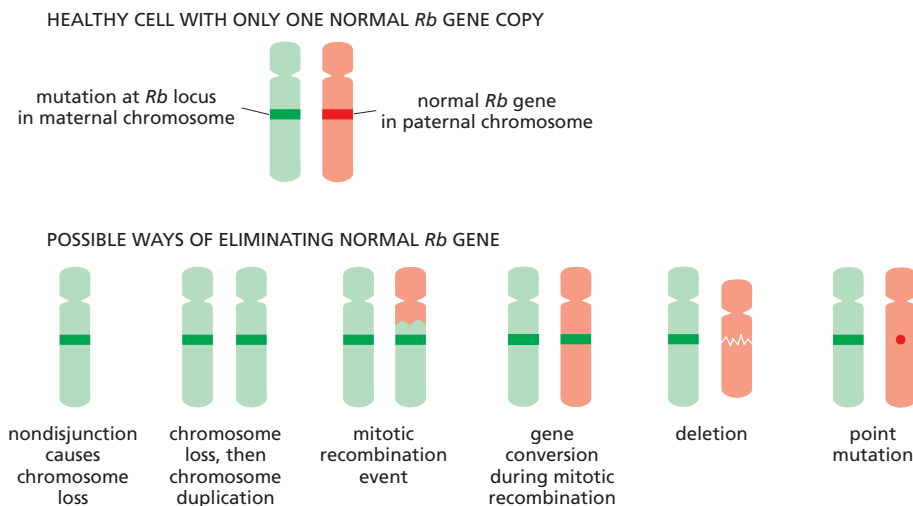 HEALTHY CELL WITH ONLY ONE NORMAL Rb GENE COPY
mutation at Rb locus
in maternal chromosome
normal Rb gene
in paternal chromosome
POSSIBLE WAYS OF ELIMINATING NORMAL Rb GENE
nondisjunction
causes
chromosome
loss
chromosome
loss, then
chromosome
duplication
mitotic
recombination
event
gene
conversion
during mitotic
recombination
deletion
point
mutation